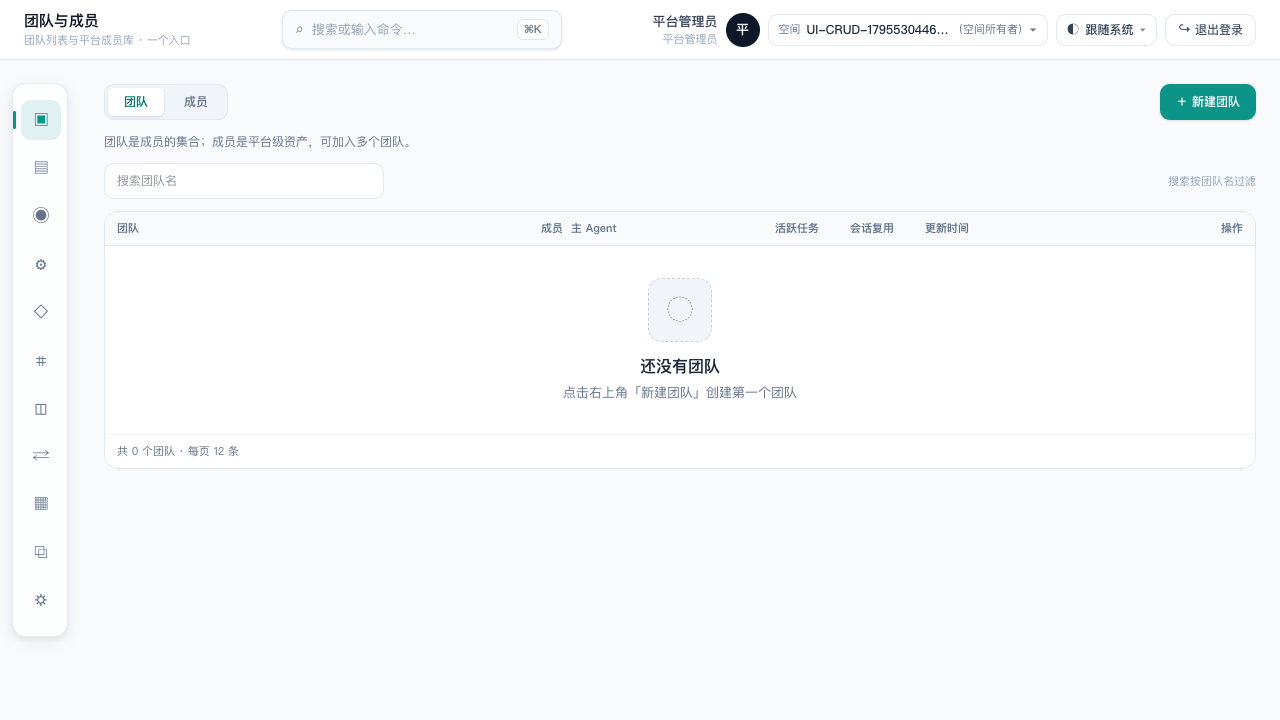 团队与成员
团队列表与平台成员库 · 一个入口
搜索或输入命令…
⌘K
平台管理员
平台管理员
平
空间 UI-CRUD-1795530446… (空间所有者)
跟随系统
退出登录
团队
成员
+ 新建团队
团队是成员的集合；成员是平台级资产，可加入多个团队。
搜索团队名
搜索按团队名过滤
团队 成员 主 Agent 活跃任务 会话复用 更新时间 操作
还没有团队
点击右上角「新建团队」创建第一个团队
共 0 个团队 · 每页 12 条